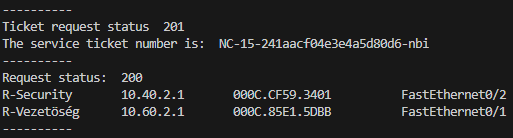 ----------
Ticket request status  201
The service ticket number is:  NC-15-241aacf04e3e4a5d80d6-nbi
----------
Request status:  200
R-Security      10.40.2.1       000C.CF59.3401          FastEthernet0/2
R-Vezetöség     10.60.2.1       000C.85E1.5DBB          FastEthernet0/1
----------